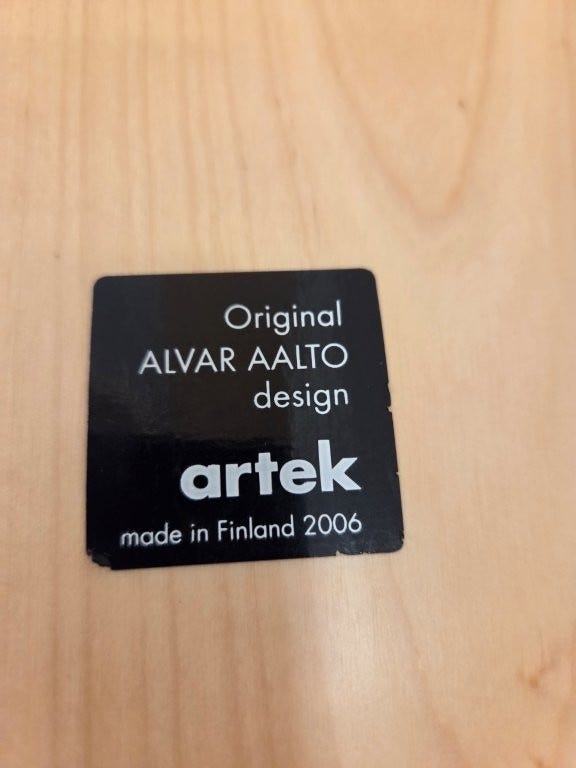 Original
ALVAR AALTO
design
artek
made in Finland 2006